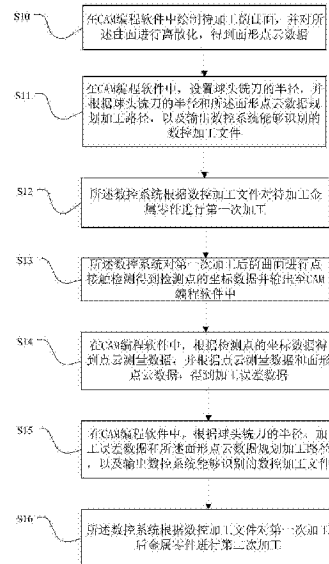 S10
在CAM编程软件中绘制待加工的曲面，并对所
述曲面进行离散化，得到面形点云数据
S11
在CAM编程软件中，设置球头铣刀的半径，并
根据球头铣刀的半径和所述面形点云数据规
划加工路径，以及输出数控系统能够识别的
数控加工文件
S12
所述数控系统根据数控加工文件对待加工金
属零件进行第一次加工
S13
所述数控系统对第一次加工后的曲面进行点
接触检测得到检测点的坐标数据并输出至CAM
编程软件中
S14
在CAM编程软件中，根据检测点的坐标数据得
到点云测量数据，并根据点云测量数据和面形
点云数据，得到加工误差数据
S15
在CAM编程软件中，根据球头铣刀的半径、加
工误差数据和所述面形点云数据规划加工路径
，以及输出数控系统能够识别的数控加工文件
S16
所述数控系统根据数控加工文件对第一次加工
后金属零件进行第二次加工